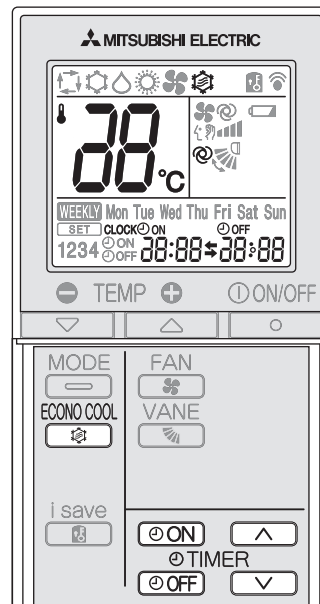 MITSUBISHI ELECTRIC
88°C
WEEKLY Mon Tue Wed Thu Fri Sat Sun
SET CLOCK ON OFF
1234 ON OFF 88:88 88:88
TEMP ON/OFF
MODE FAN
ECONO COOL VANE
i save
ON
TIMER
OFF